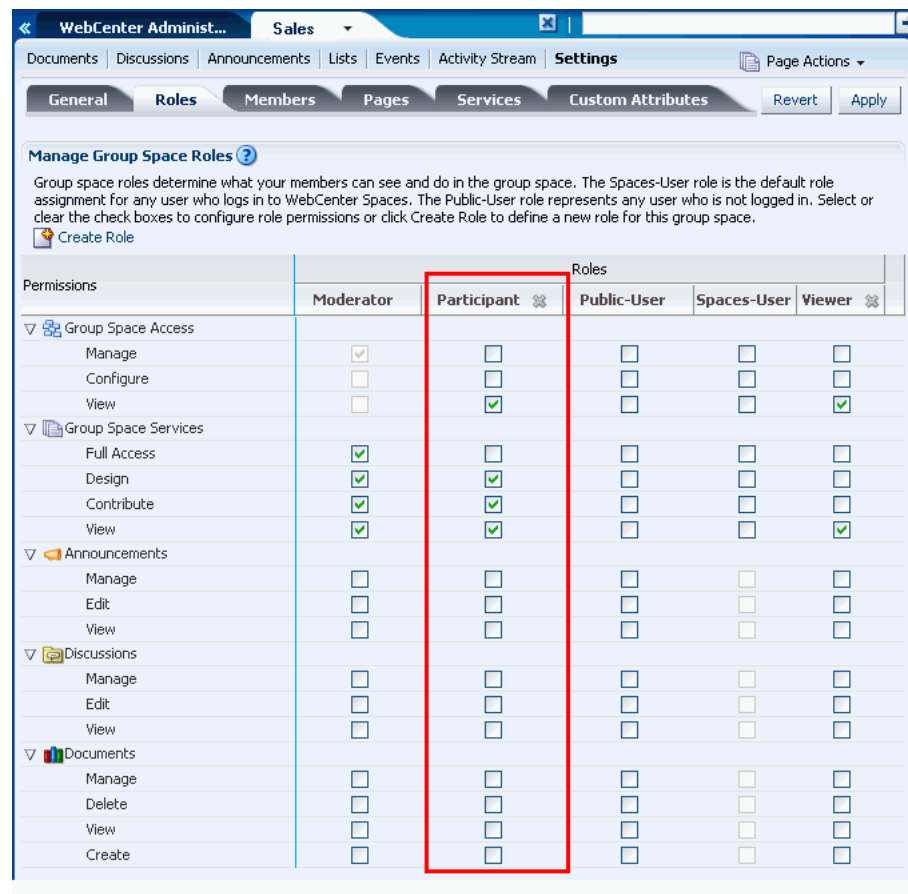 WebCenter Administ...
Sales
Documents Discussions Announcements Lists Events Activity Stream Settings Page Actions
General Roles Members Pages Services Custom Attributes Revert Apply
Manage Group Space Roles ?
Group space roles determine what your members can see and do in the group space. The Spaces-User role is the default role
assignment for any user who logs in to WebCenter Spaces. The Public-User role represents any user who is not logged in. Select or
clear the check boxes to configure role permissions or click Create Role to define a new role for this group space.
Create Role
Permissions
Roles
Moderator Participant Public-User Spaces-User Viewer
Group Space Access
Manage
Configure
View
Group Space Services
Full Access
Design
Contribute
View
Announcements
Manage
Edit
View
Discussions
Manage
Edit
View
Documents
Manage
Delete
View
Create